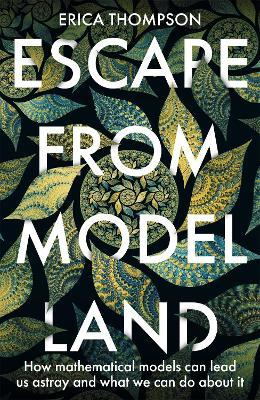 ERICA THOMPSON
ESCAPE
FROM
MODEL
LAND
How mathematical models can lead
us astray and what we can do about it